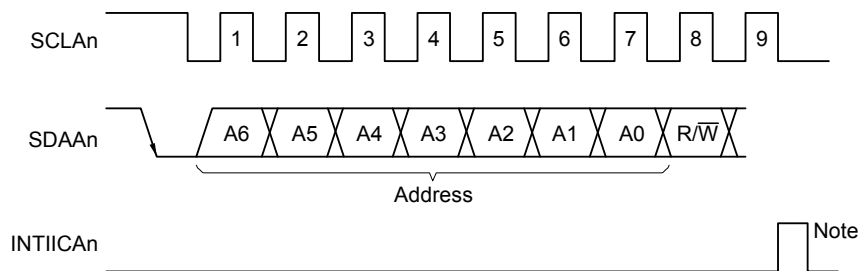 SCLAn 1 2 3 4 5 6 7 8 9
SDAAn A6 A5 A4 A3 A2 A1 A0 R/W̅
Address
INTIICAn Note